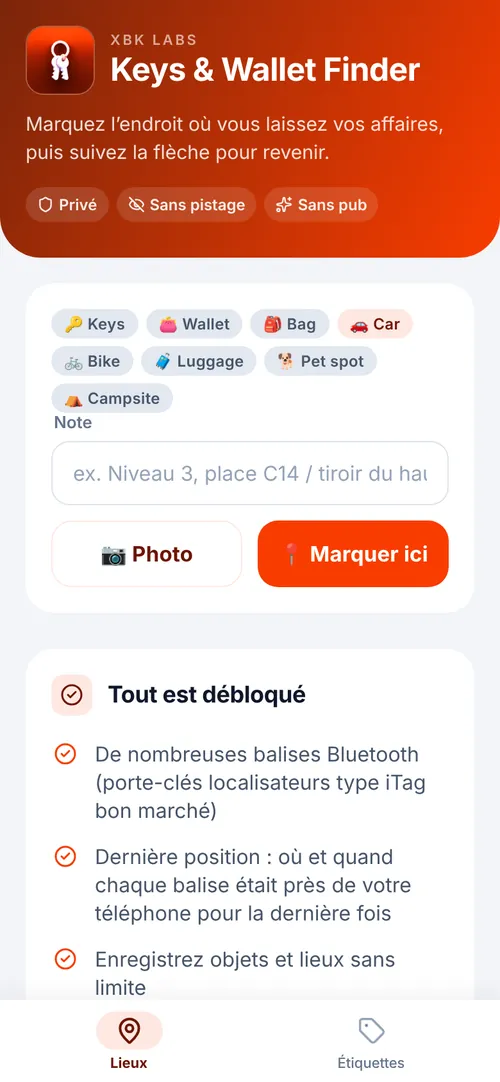 XBK LABS
Keys & Wallet Finder
Marquez l’endroit où vous laissez vos affaires,
puis suivez la flèche pour revenir.
Privé Sans pistage Sans pub
Keys Wallet Bag Car
Bike Luggage Pet spot
Campsite
Note
ex. Niveau 3, place C14 / tiroir du hau
Photo Marquer ici
Tout est débloqué
De nombreuses balises Bluetooth
(porte-clés localisateurs type iTag
bon marché)
Dernière position : où et quand
chaque balise était près de votre
téléphone pour la dernière fois
Enregistrez objets et lieux sans
limite
Lieux Étiquettes